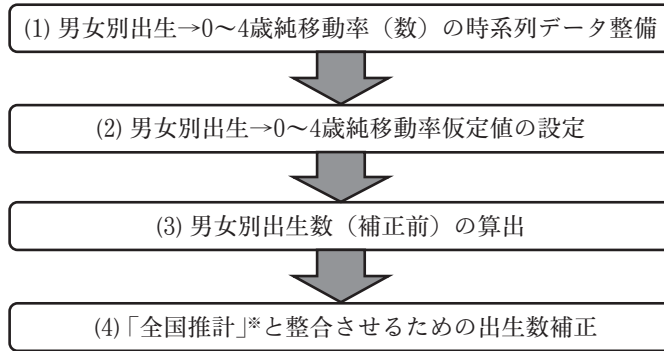 (1) 男女別出生→0〜4歳純移動率（数）の時系列データ整備
(2) 男女別出生→0〜4歳純移動率仮定値の設定
(3) 男女別出生数（補正前）の算出
(4)「全国推計」※と整合させるための出生数補正